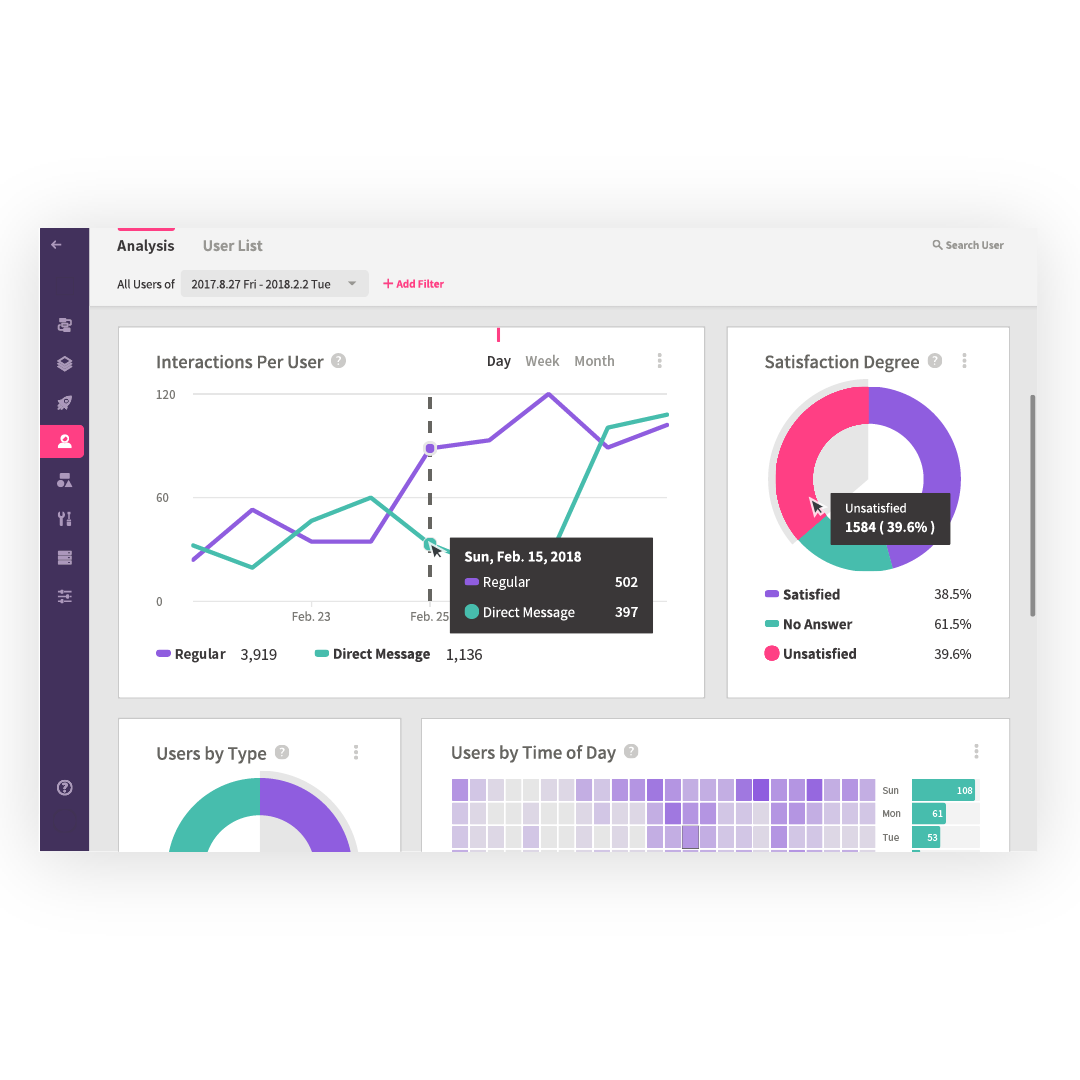 Analysis User List Search User
All Users of 2017.8.27 Fri - 2018.2.2 Tue + Add Filter
Interactions Per User ? Day Week Month
120
60
0
Feb. 23 Feb. 25
Sun, Feb. 15, 2018
Regular 502
Direct Message 397
Regular 3,919 Direct Message 1,136
Satisfaction Degree ?
Unsatisfied
1584 ( 39.6% )
Satisfied 38.5%
No Answer 61.5%
Unsatisfied 39.6%
Users by Type ?
Users by Time of Day ?
Sun 108
Mon 61
Tue 53
?